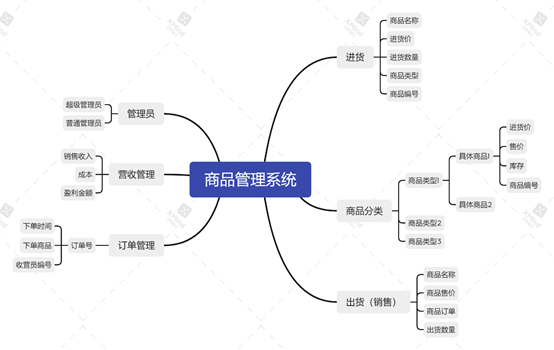 商品管理系统
进货
商品名称
进货价
进货数量
商品类型
商品编号
商品分类
商品类型1
具体商品1
进货价
售价
库存
商品编号
具体商品2
商品类型2
商品类型3
出货（销售）
商品名称
商品售价
商品订单
出货数量
管理员
超级管理员
普通管理员
营收管理
销售收入
成本
盈利金额
订单管理
订单号
下单时间
下单商品
收营员编号